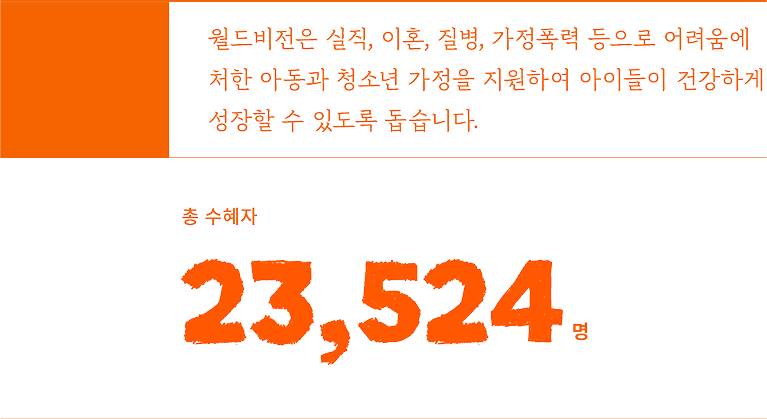 월드비전은 실직, 이혼, 질병, 가정폭력 등으로 어려움에
처한 아동과 청소년 가정을 지원하여 아이들이 건강하게
성장할 수 있도록 돕습니다.
총 수혜자
23,524 명